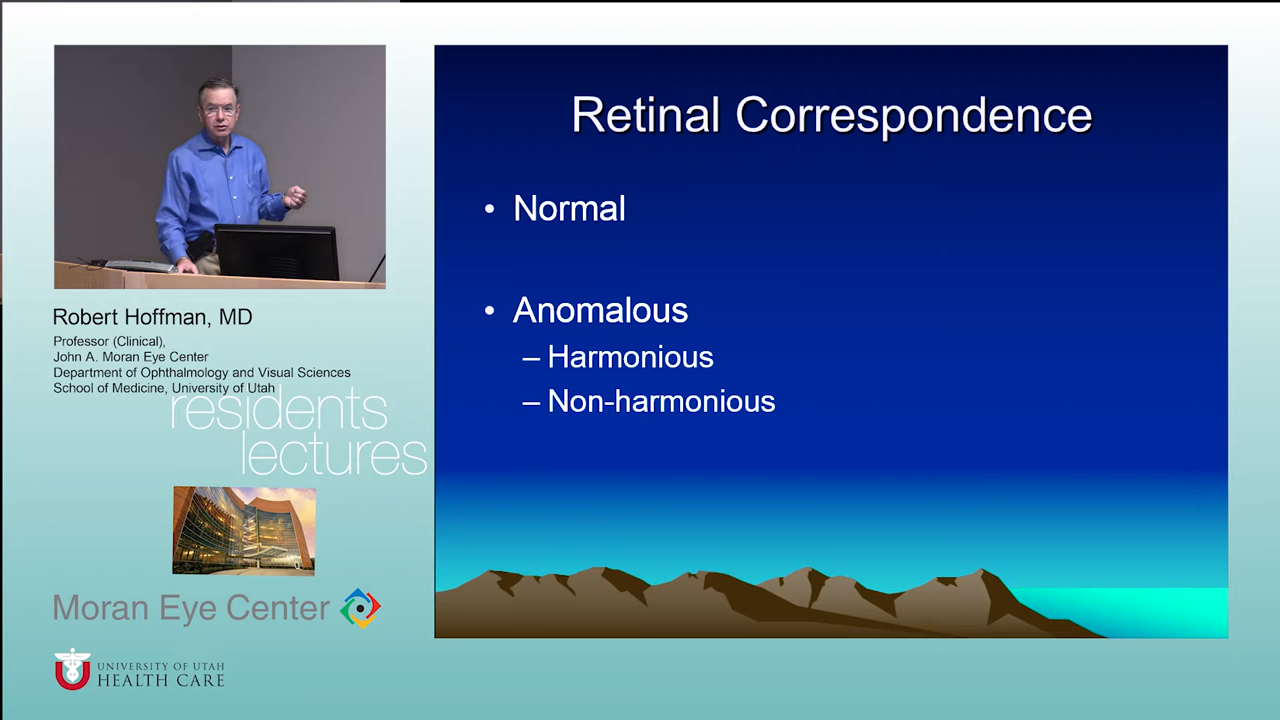 Retinal Correspondence
• Normal
• Anomalous
– Harmonious
– Non-harmonious
Robert Hoffman, MD
Professor (Clinical),
John A. Moran Eye Center
Department of Ophthalmology and Visual Sciences
School of Medicine, University of Utah
residents
lectures
Moran Eye Center
UNIVERSITY OF UTAH
HEALTH CARE